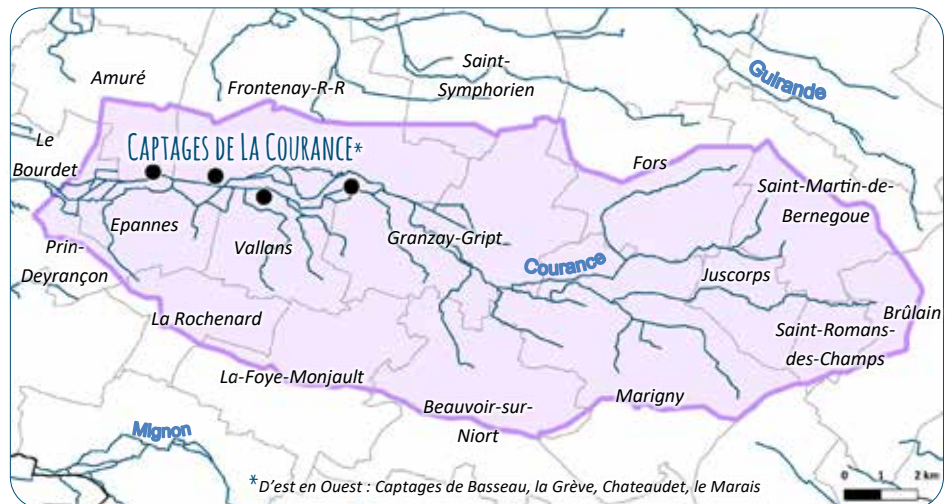 Amuré
Frontenay-R-R
Saint-
Symphorien
Guirande
Le
Bourdet
CAPTAGES DE LA COURANCE*
Fors
Saint-Martin-de-
Bernegoue
Epannes
Vallans
Granzay-Gript
Courance
Juscorps
Prin-
Deyrançon
La Rochenard
Brûlain
Saint-Romans-
des-Champs
La-Foye-Monjault
Marigny
Beauvoir-sur-
Niort
Mignon
*D'est en Ouest : Captages de Basseau, la Grève, Chateaudet, le Marais
0 1 2 km